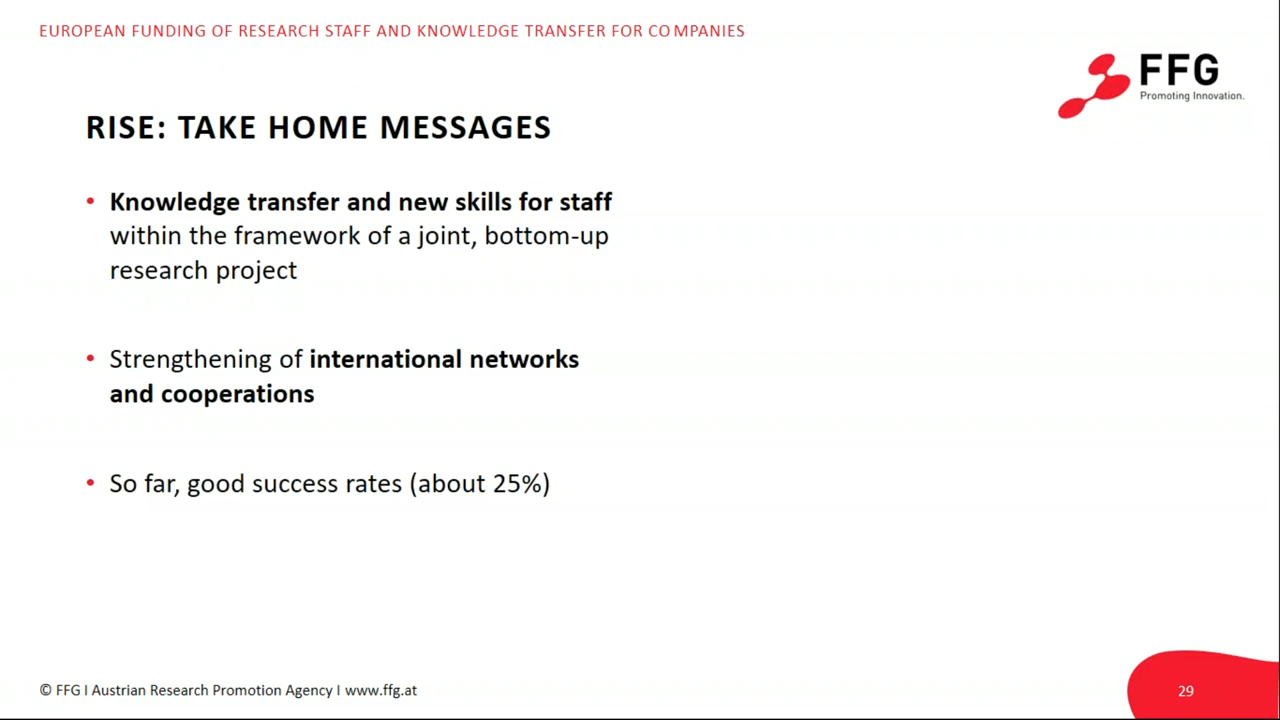 EUROPEAN FUNDING OF RESEARCH STAFF AND KNOWLEDGE TRANSFER FOR COMPANIES
FFG
Promoting Innovation.
RISE: TAKE HOME MESSAGES
• Knowledge transfer and new skills for staff
within the framework of a joint, bottom-up
research project
• Strengthening of international networks
and cooperations
• So far, good success rates (about 25%)
© FFG I Austrian Research Promotion Agency I www.ffg.at
29